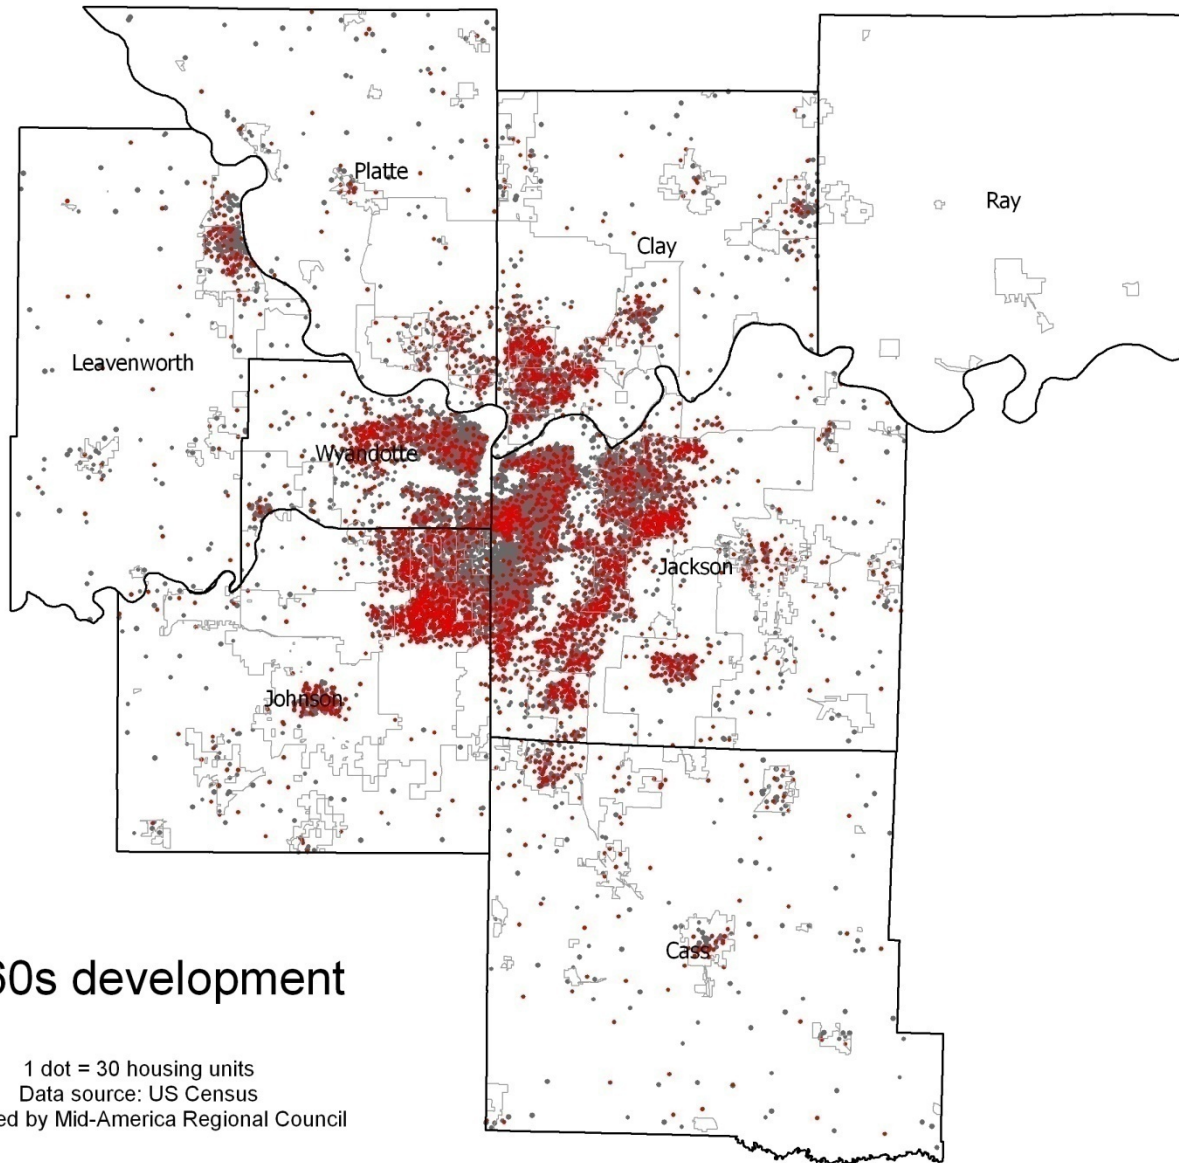 Platte
Ray
Clay
Leavenworth
Wyandotte
Jackson
Johnson
Cass
60s development
1 dot = 30 housing units
Data source: US Census
ed by Mid-America Regional Council